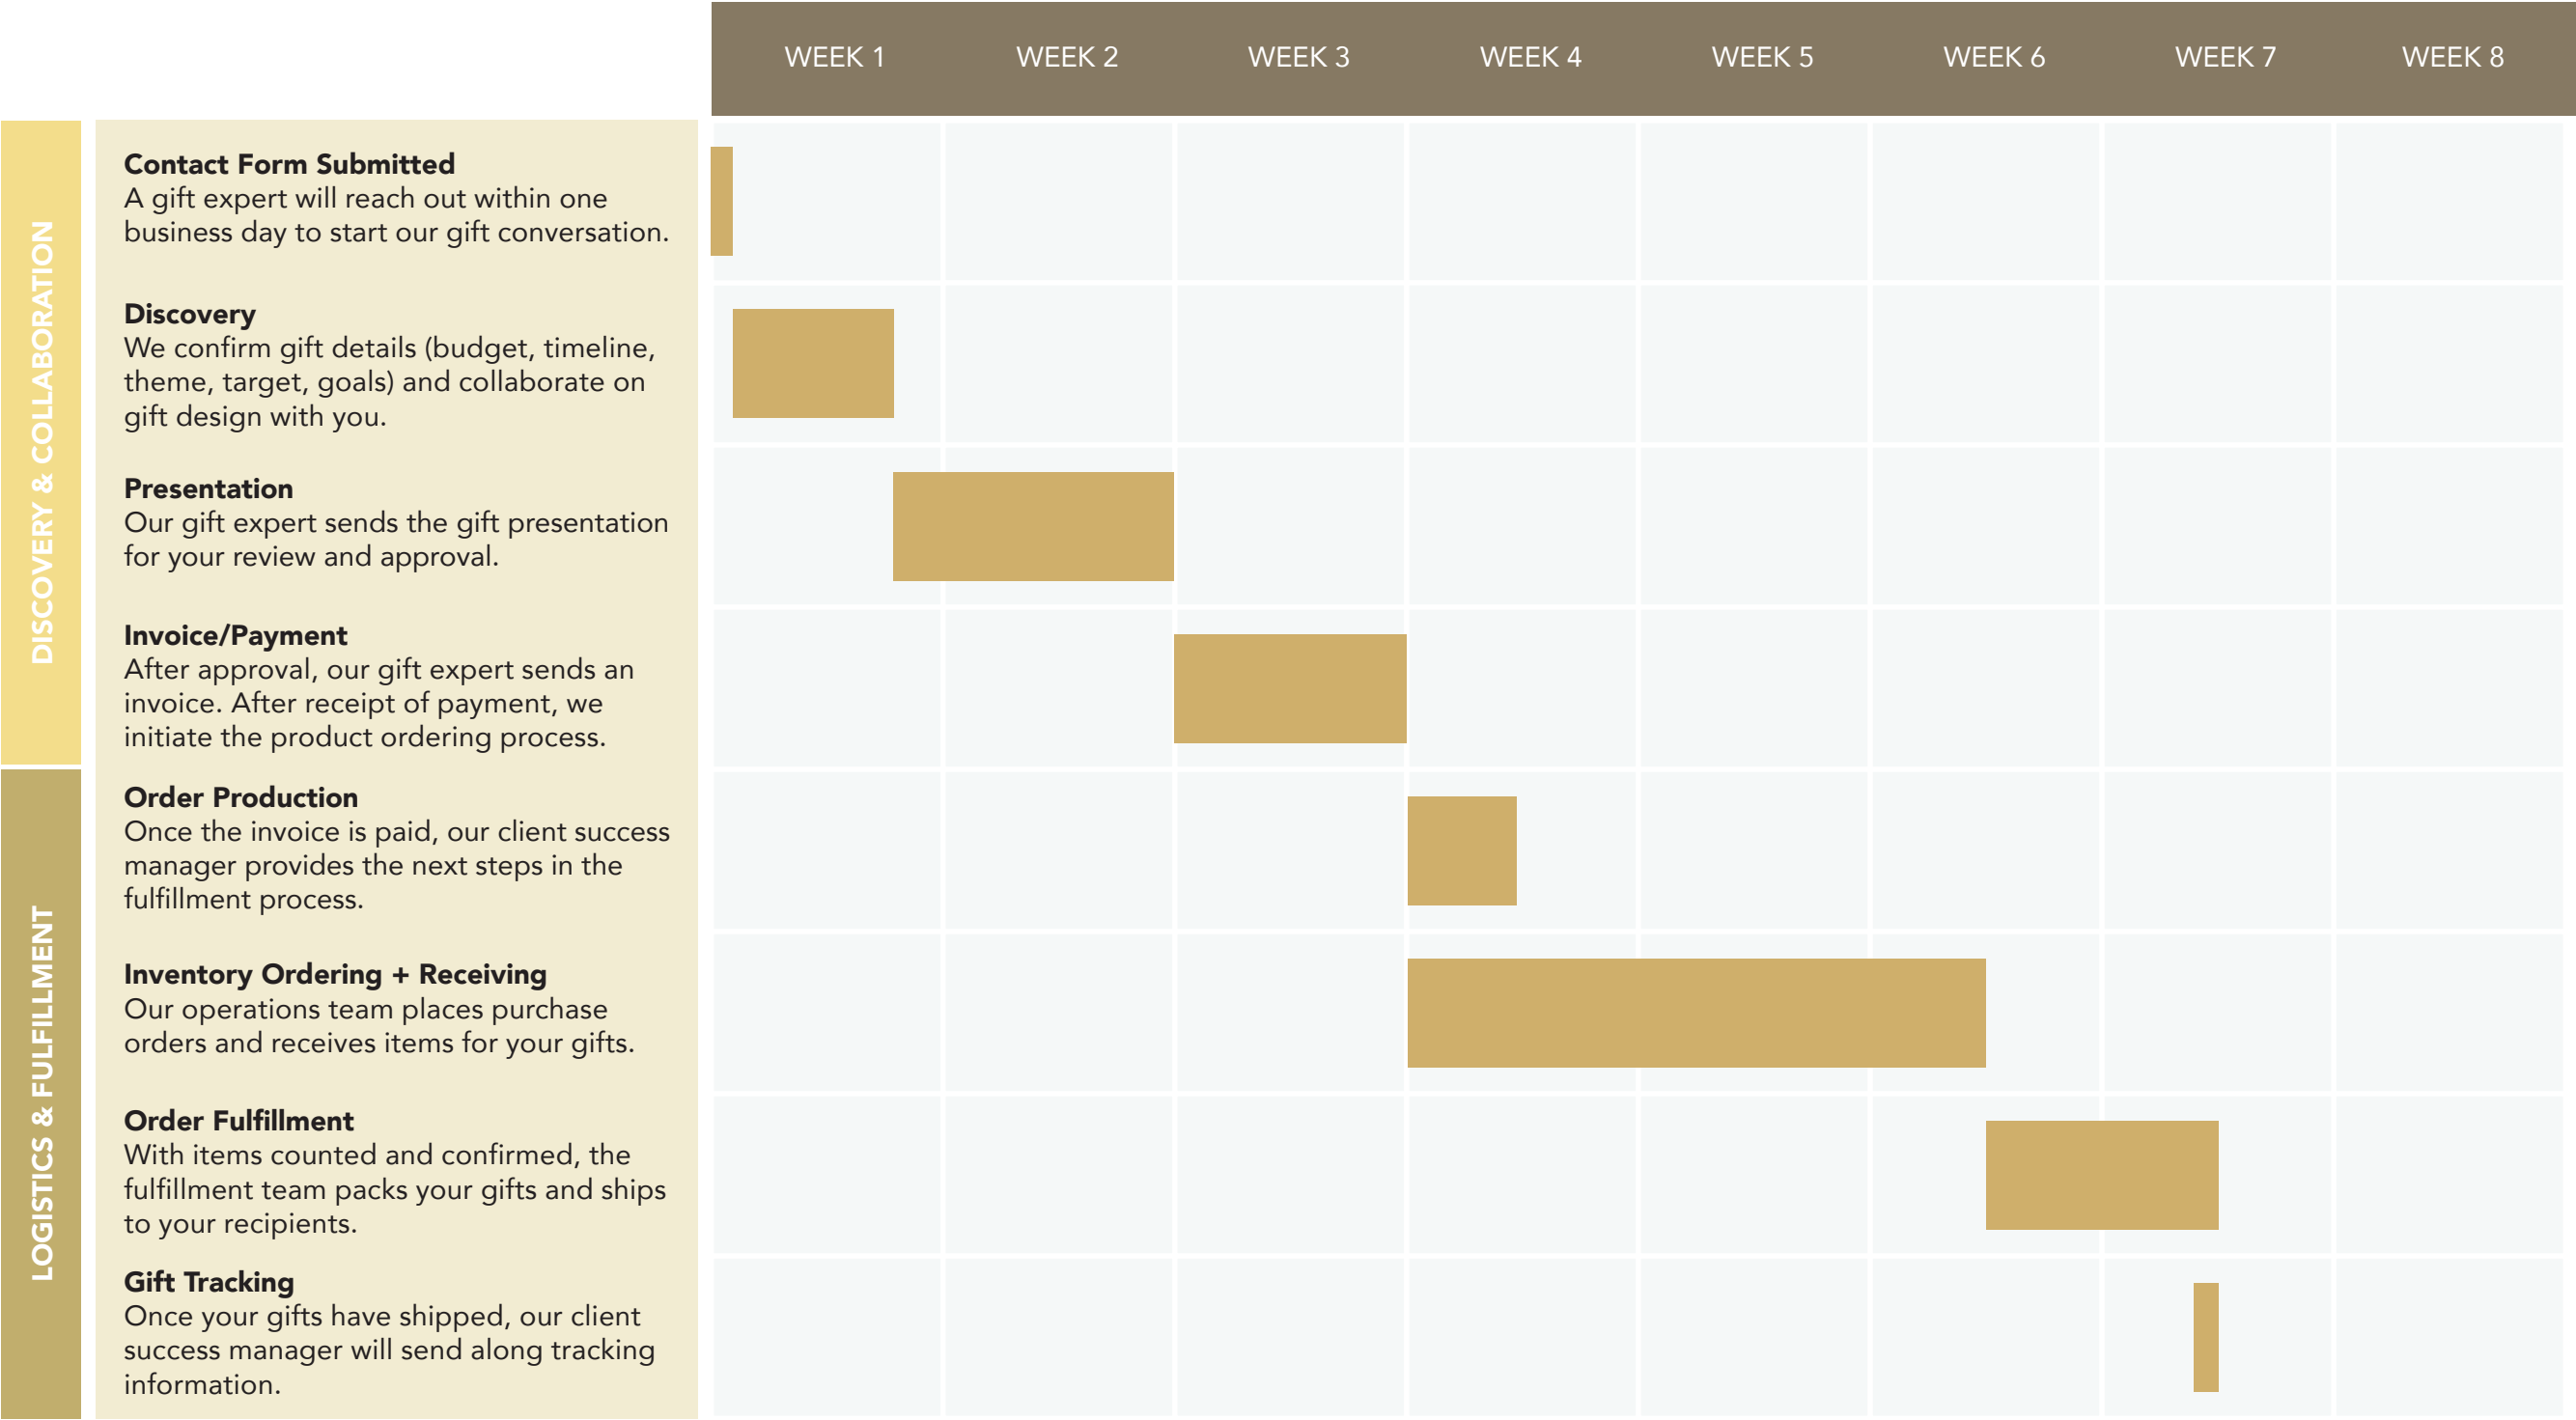 WEEK 1 WEEK 2 WEEK 3 WEEK 4 WEEK 5 WEEK 6 WEEK 7 WEEK 8
DISCOVERY & COLLABORATION
Contact Form Submitted
A gift expert will reach out within one
business day to start our gift conversation.
Discovery
We confirm gift details (budget, timeline,
theme, target, goals) and collaborate on
gift design with you.
Presentation
Our gift expert sends the gift presentation
for your review and approval.
Invoice/Payment
After approval, our gift expert sends an
invoice. After receipt of payment, we
initiate the product ordering process.
LOGISTICS & FULFILLMENT
Order Production
Once the invoice is paid, our client success
manager provides the next steps in the
fulfillment process.
Inventory Ordering + Receiving
Our operations team places purchase
orders and receives items for your gifts.
Order Fulfillment
With items counted and confirmed, the
fulfillment team packs your gifts and ships
to your recipients.
Gift Tracking
Once your gifts have shipped, our client
success manager will send along tracking
information.